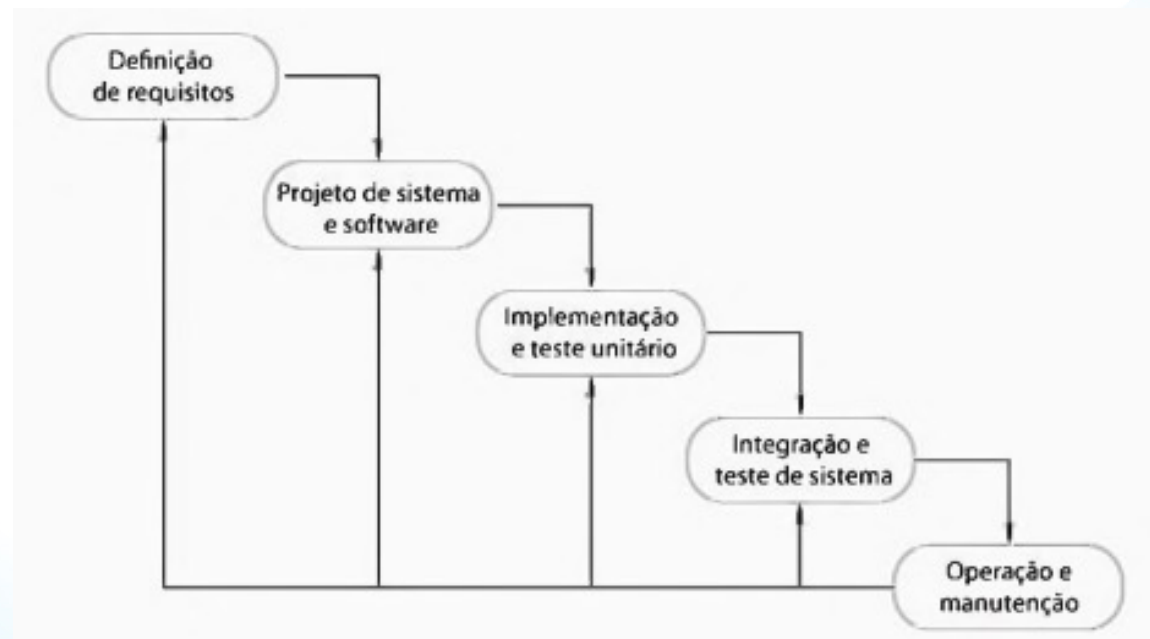 Definição
de requisitos
Projeto de sistema
e software
Implementação
e teste unitário
Integração e
teste de sistema
Operação e
manutenção